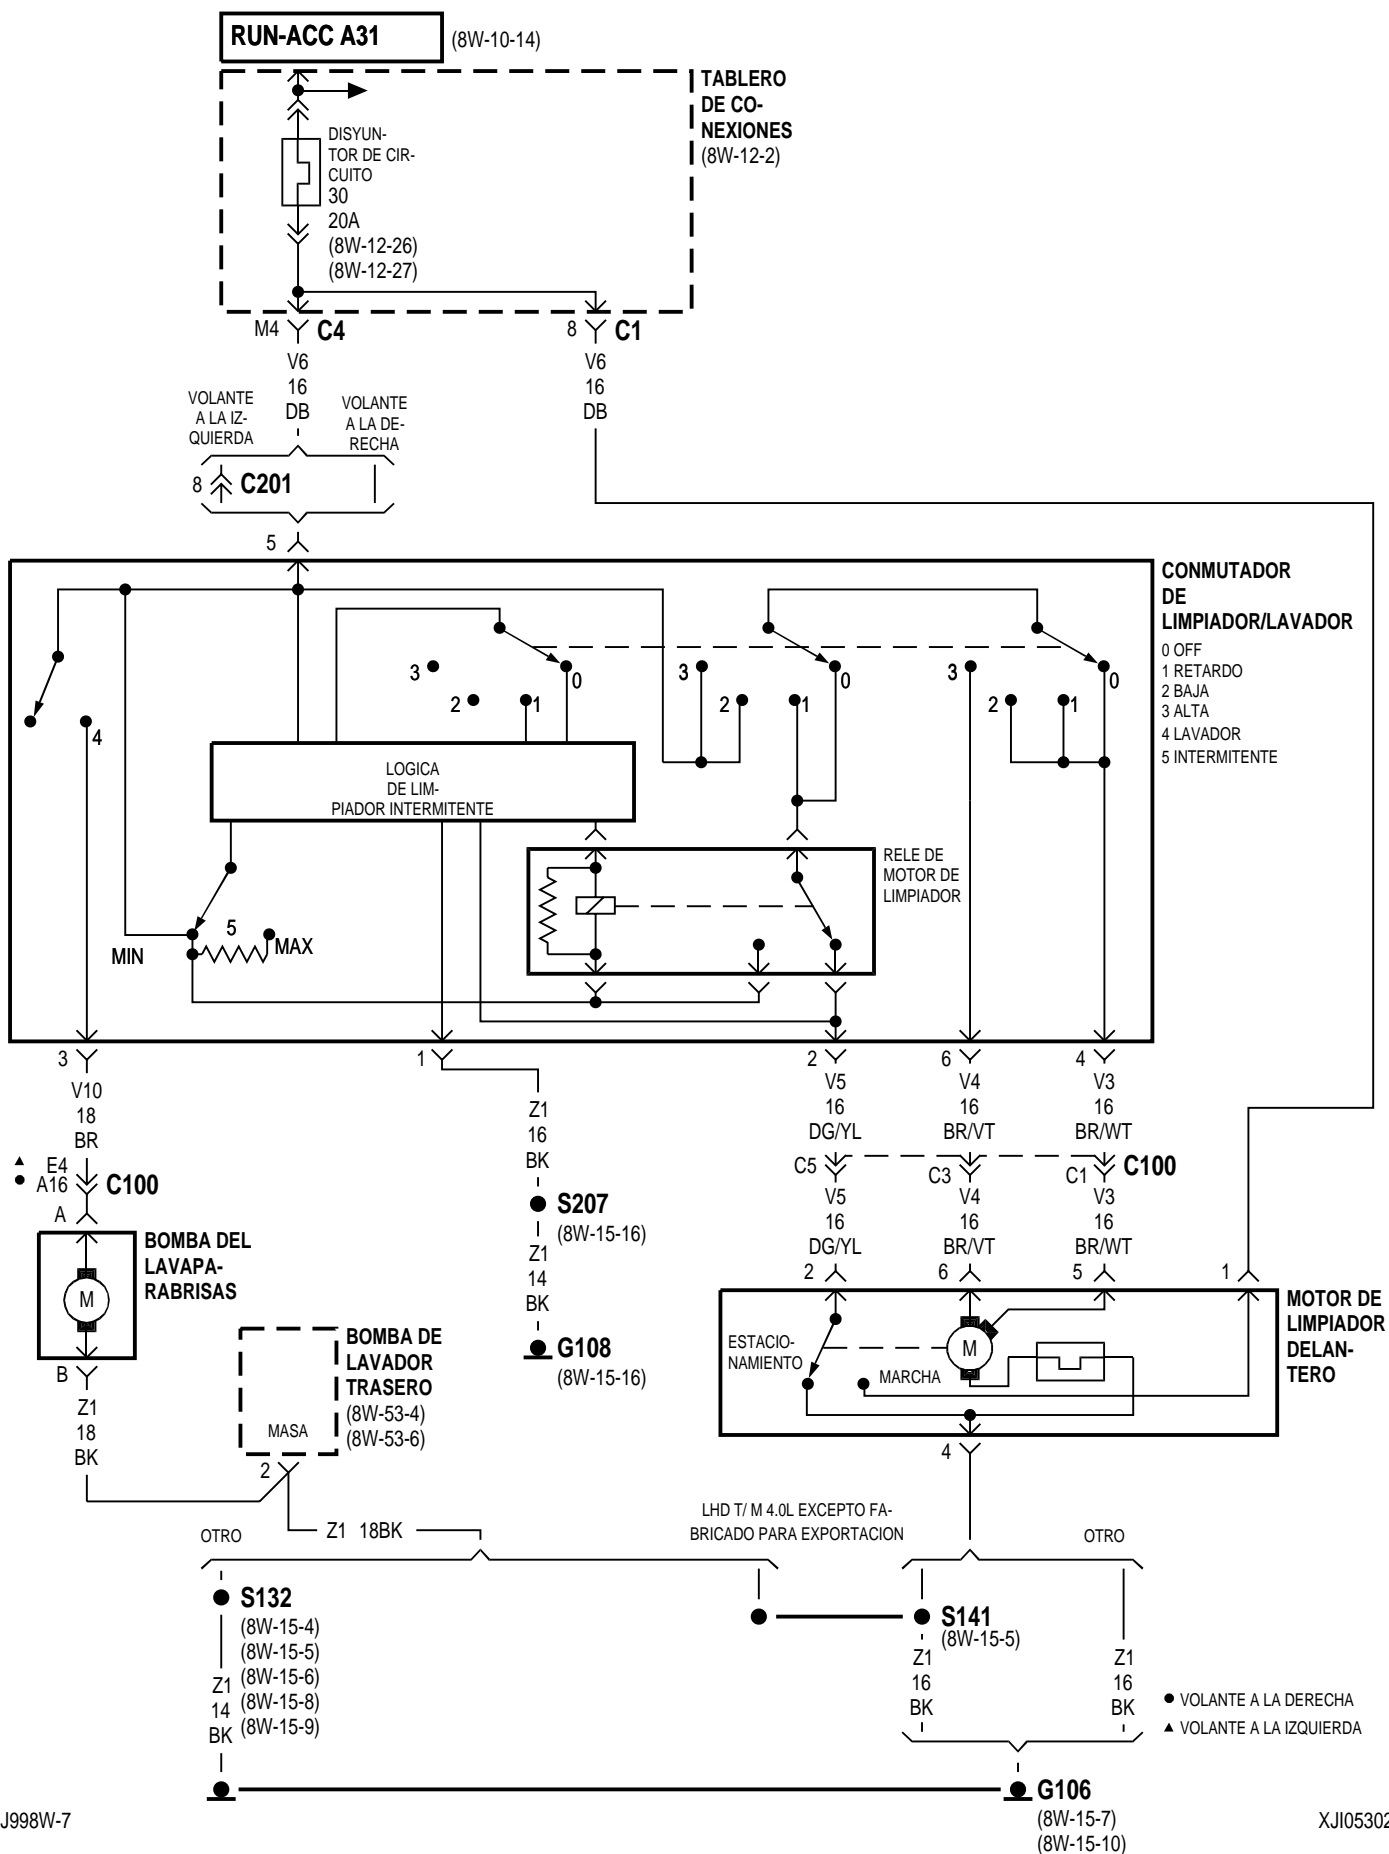 RUN-ACC A31
(8W-10-14)
TABLERO
DE CO-
NEXIONES
(8W-12-2)
DISYUN-
TOR DE CIR-
CUITO
30
20A
(8W-12-26)
(8W-12-27)
M4 C4
8 C1
V6
16
DB
V6
16
DB
VOLANTE
A LA IZ-
QUIERDA
VOLANTE
A LA DE-
RECHA
8 C201
5
CONMUTADOR
DE
LIMPIADOR/LAVADOR
0 OFF
1 RETARDO
2 BAJA
3 ALTA
4 LAVADOR
5 INTERMITENTE
4
3
2
1
0
3
2
1
0
3
2
1
0
LOGICA
DE LIM-
PIADOR INTERMITENTE
RELE DE
MOTOR DE
LIMPIADOR
MIN
5
MAX
3
1
2
6
4
V10
18
BR
Z1
16
BK
V5
16
DG/YL
V4
16
BR/VT
V3
16
BR/WT
▲ E4
● A16
C100
A
S207
(8W-15-16)
Z1
14
BK
G108
(8W-15-16)
C5
C3
C1
C100
V5
16
DG/YL
V4
16
BR/VT
V3
16
BR/WT
2
6
5
1
BOMBA DEL
LAVAPA-
RABRISAS
M
B
Z1
18
BK
BOMBA DE
LAVADOR
TRASERO
(8W-53-4)
(8W-53-6)
MASA
2
MOTOR DE
LIMPIADOR
DELAN-
TERO
ESTACIO-
NAMIENTO
M
MARCHA
4
Z1 18BK
LHD T/ M 4.0L EXCEPTO FA-
BRICADO PARA EXPORTACION
OTRO
OTRO
S132
(8W-15-4)
(8W-15-5)
(8W-15-6)
(8W-15-8)
(8W-15-9)
Z1
14
BK
S141
(8W-15-5)
Z1
16
BK
Z1
16
BK
● VOLANTE A LA DERECHA
▲ VOLANTE A LA IZQUIERDA
G106
(8W-15-7)
(8W-15-10)
J998W-7
XJI05302